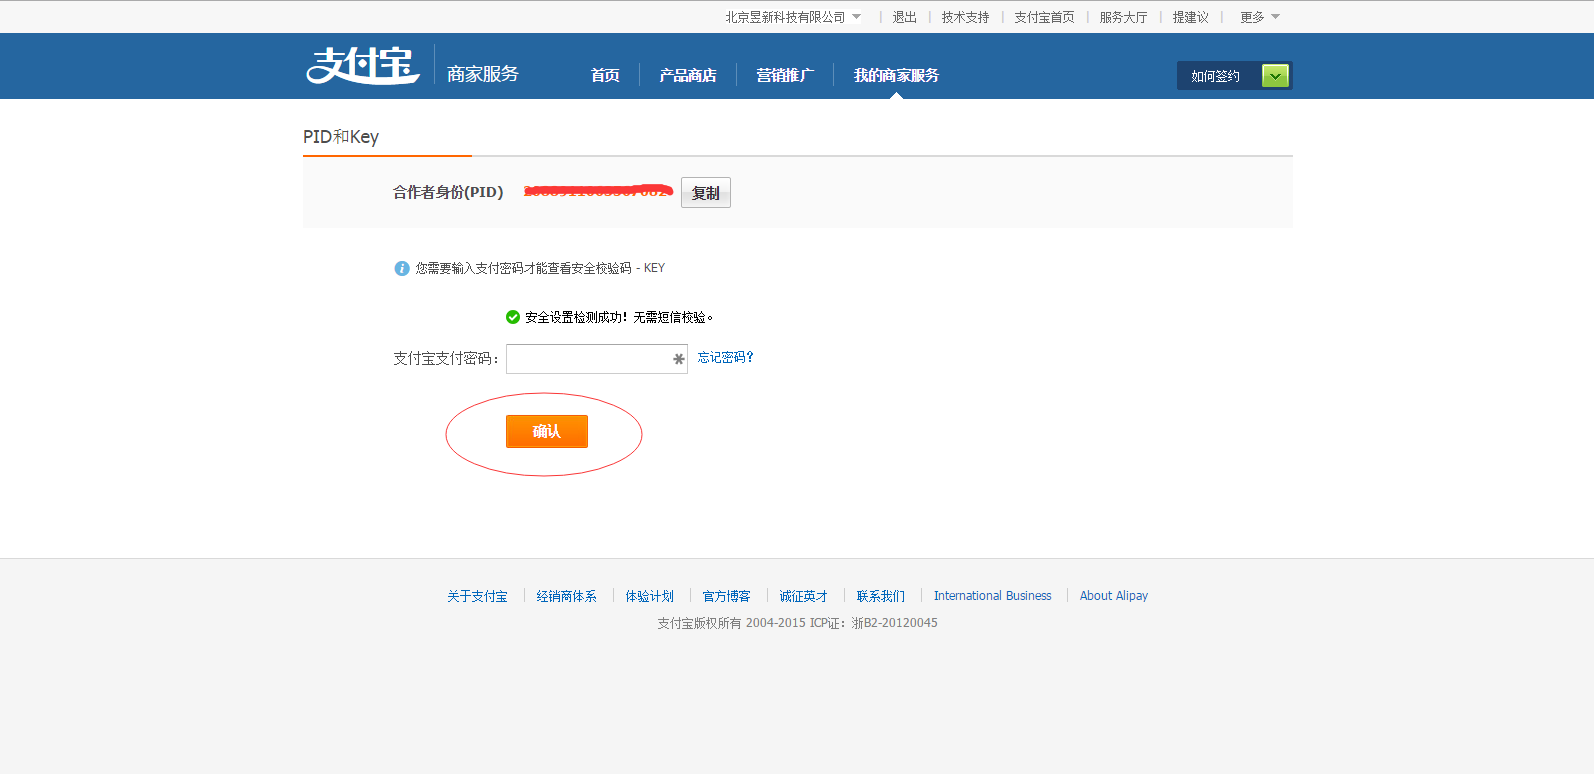 北京昱新科技有限公司 退出 技术支持 支付宝首页 服务大厅 提建议 更多
支付宝 商家服务 首页 产品商店 营销推广 我的商家服务 如何签约
PID和Key
合作者身份(PID) 复制
您需要输入支付密码才能查看安全校验码 - KEY
安全设置检测成功！无需短信校验。
支付宝支付密码： 忘记密码?
确认
关于支付宝 经销商体系 体验计划 官方博客 诚征英才 联系我们 International Business About Alipay
支付宝版权所有 2004-2015 ICP证：浙B2-20120045